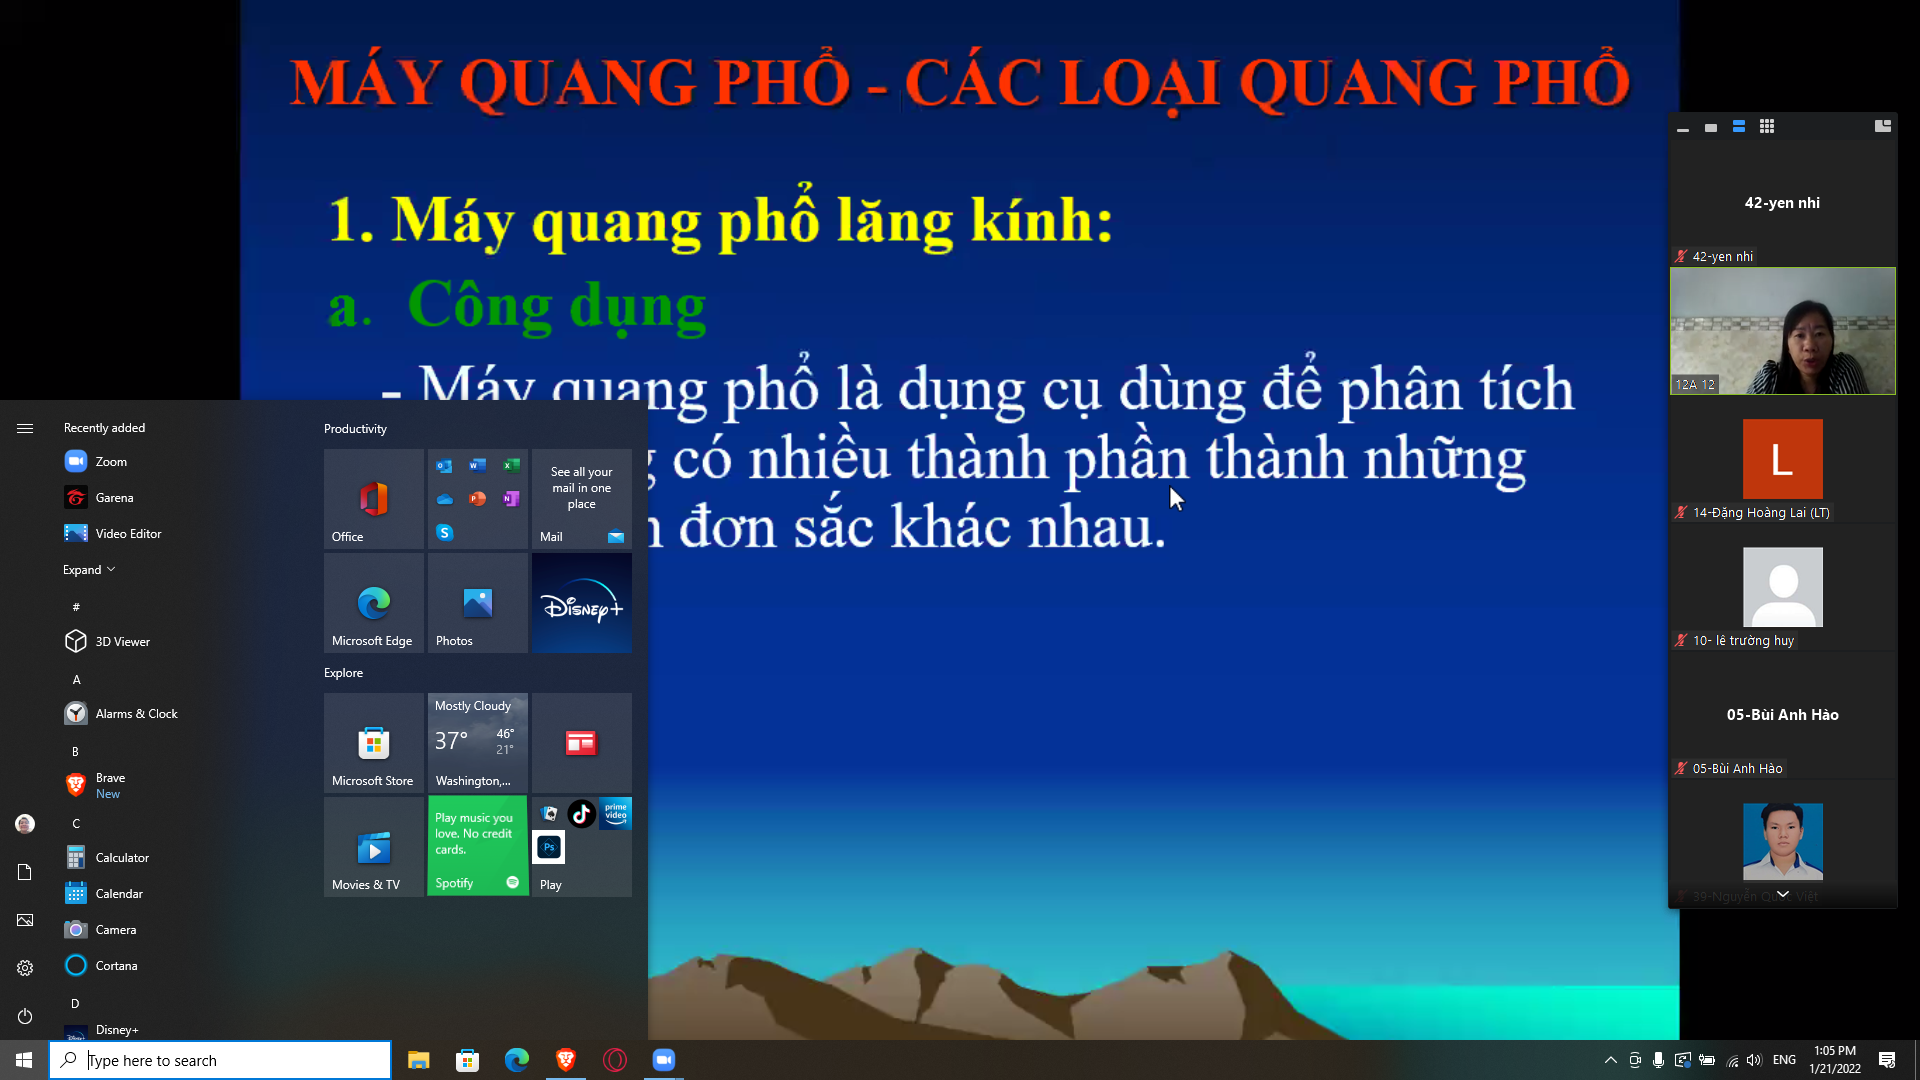 MÁY QUANG PHỔ - CÁC LOẠI QUANG PHỔ
1. Máy quang phổ lăng kính:
a. Công dụng
- Máy quang phổ là dụng cụ dùng để phân tích
có nhiều thành phần thành những
đơn sắc khác nhau.
42-yen nhi
42-yen nhi
12A 12
L
14-Đặng Hoàng Lai (LT)
10- lê trường huy
05-Bùi Anh Hào
05-Bùi Anh Hào
39-Nguyễn Quốc Việt
Recently added
Zoom
Garena
Video Editor
Expand
#
3D Viewer
A
Alarms & Clock
B
Brave
New
C
Calculator
Calendar
Camera
Cortana
D
Disney+
Productivity
Office
See all your
mail in one
place
Mail
Microsoft Edge
Photos
Disney+
Explore
Microsoft Store
Mostly Cloudy
37° 46°
21°
Washington,...
Movies & TV
Play music you
love. No credit
cards.
Spotify
prime
video
Ps
Play
Type here to search
ENG
1:05 PM
1/21/2022